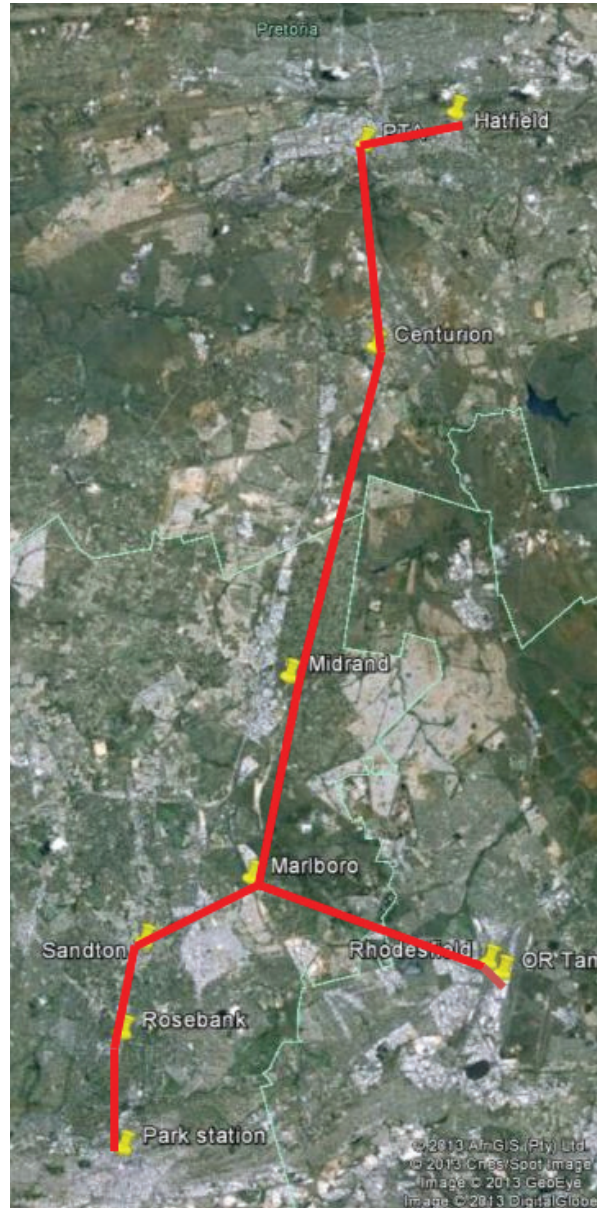 Pretoria
Hatfield
PTA
Centurion
Midrand
Marlboro
Sandton
Rhodesfield
OR Tam
Rosebank
Park station
© 2013 AfriGIS (Pty) Ltd.
© 2013 Cnes/Spot Image
Image © 2013 GeoEye
Image © 2013 DigitalGlobe